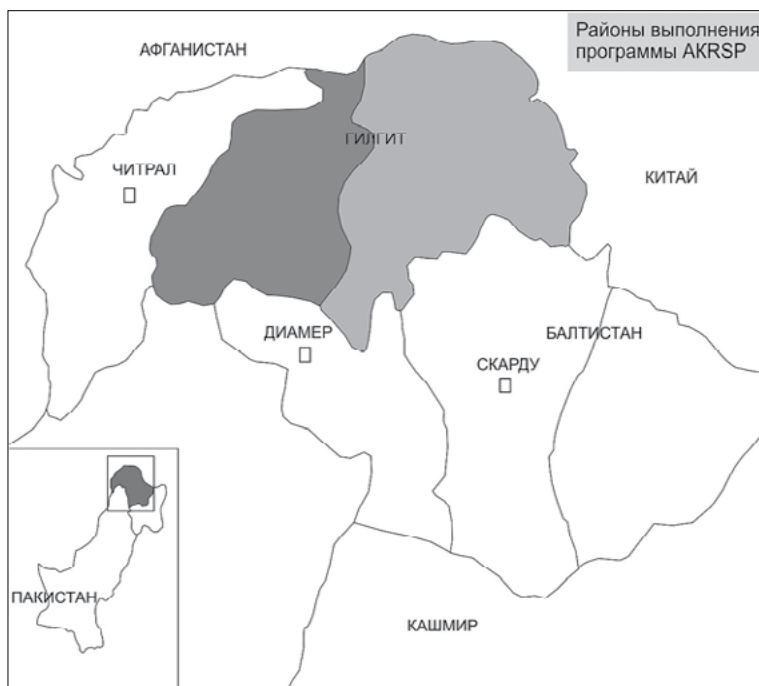 Районы выполнения
программы AKRSP
АФГАНИСТАН
ГИЛГИТ
ЧИТРАЛ
КИТАЙ
ДИАМЕР
БАЛТИСТАН
СКАРДУ
ПАКИСТАН
КАШМИР